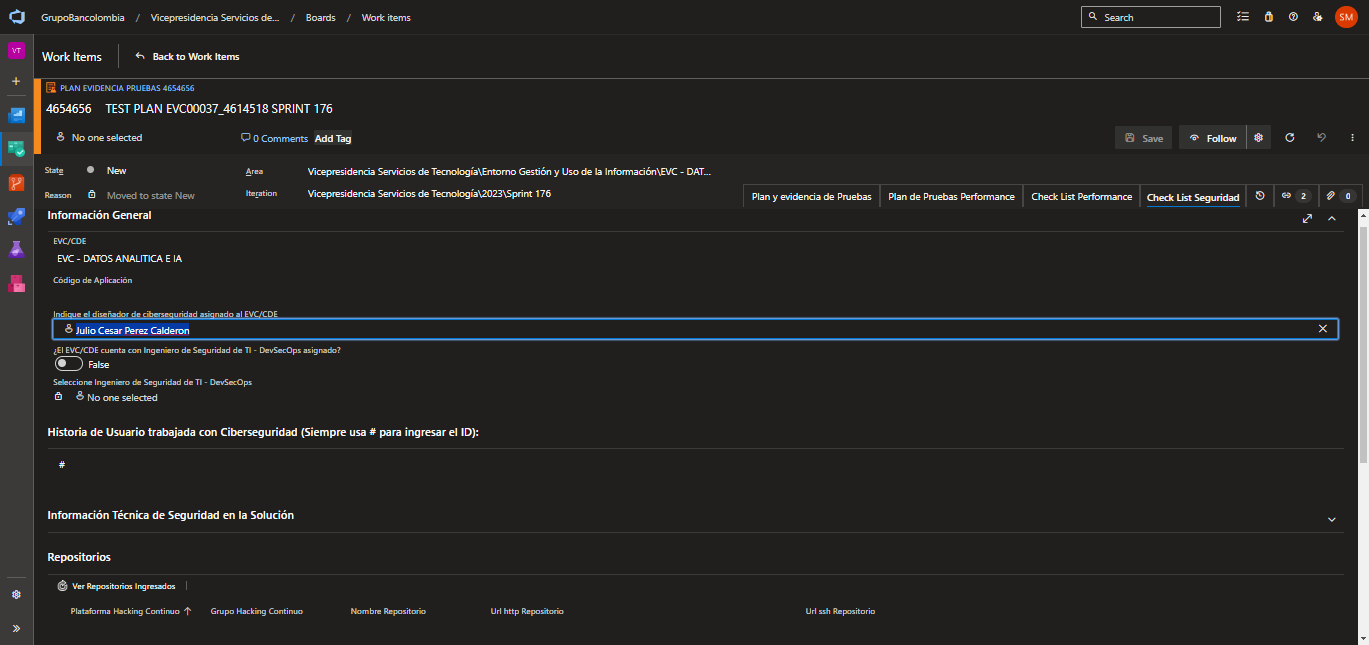 GrupoBancolombia / Vicepresidencia Servicios de... / Boards / Work items
Search
SM
VT
Work Items
Back to Work Items
PLAN EVIDENCIA PRUEBAS 4654656
4654656 TEST PLAN EVC00037_4614518 SPRINT 176
No one selected
0 Comments
Add Tag
Save
Follow
State New
Area Vicepresidencia Servicios de Tecnología\Entorno Gestión y Uso de la Información\EVC - DAT...
Reason Moved to state New
Iteration Vicepresidencia Servicios de Tecnología\2023\Sprint 176
Plan y evidencia de Pruebas
Plan de Pruebas Performance
Check List Performance
Check List Seguridad
2
0
Información General
EVC/CDE
EVC - DATOS ANALITICA E IA
Código de Aplicación
Indique el diseñador de ciberseguridad asignado al EVC/CDE
Julio Cesar Perez Calderon
¿El EVC/CDE cuenta con Ingeniero de Seguridad de TI - DevSecOps asignado?
False
Seleccione Ingeniero de Seguridad de TI - DevSecOps
No one selected
Historia de Usuario trabajada con Ciberseguridad (Siempre usa # para ingresar el ID):
#
Información Técnica de Seguridad en la Solución
Repositorios
Ver Repositorios Ingresados
Plataforma Hacking Continuo
Grupo Hacking Continuo
Nombre Repositorio
Url http Repositorio
Url ssh Repositorio